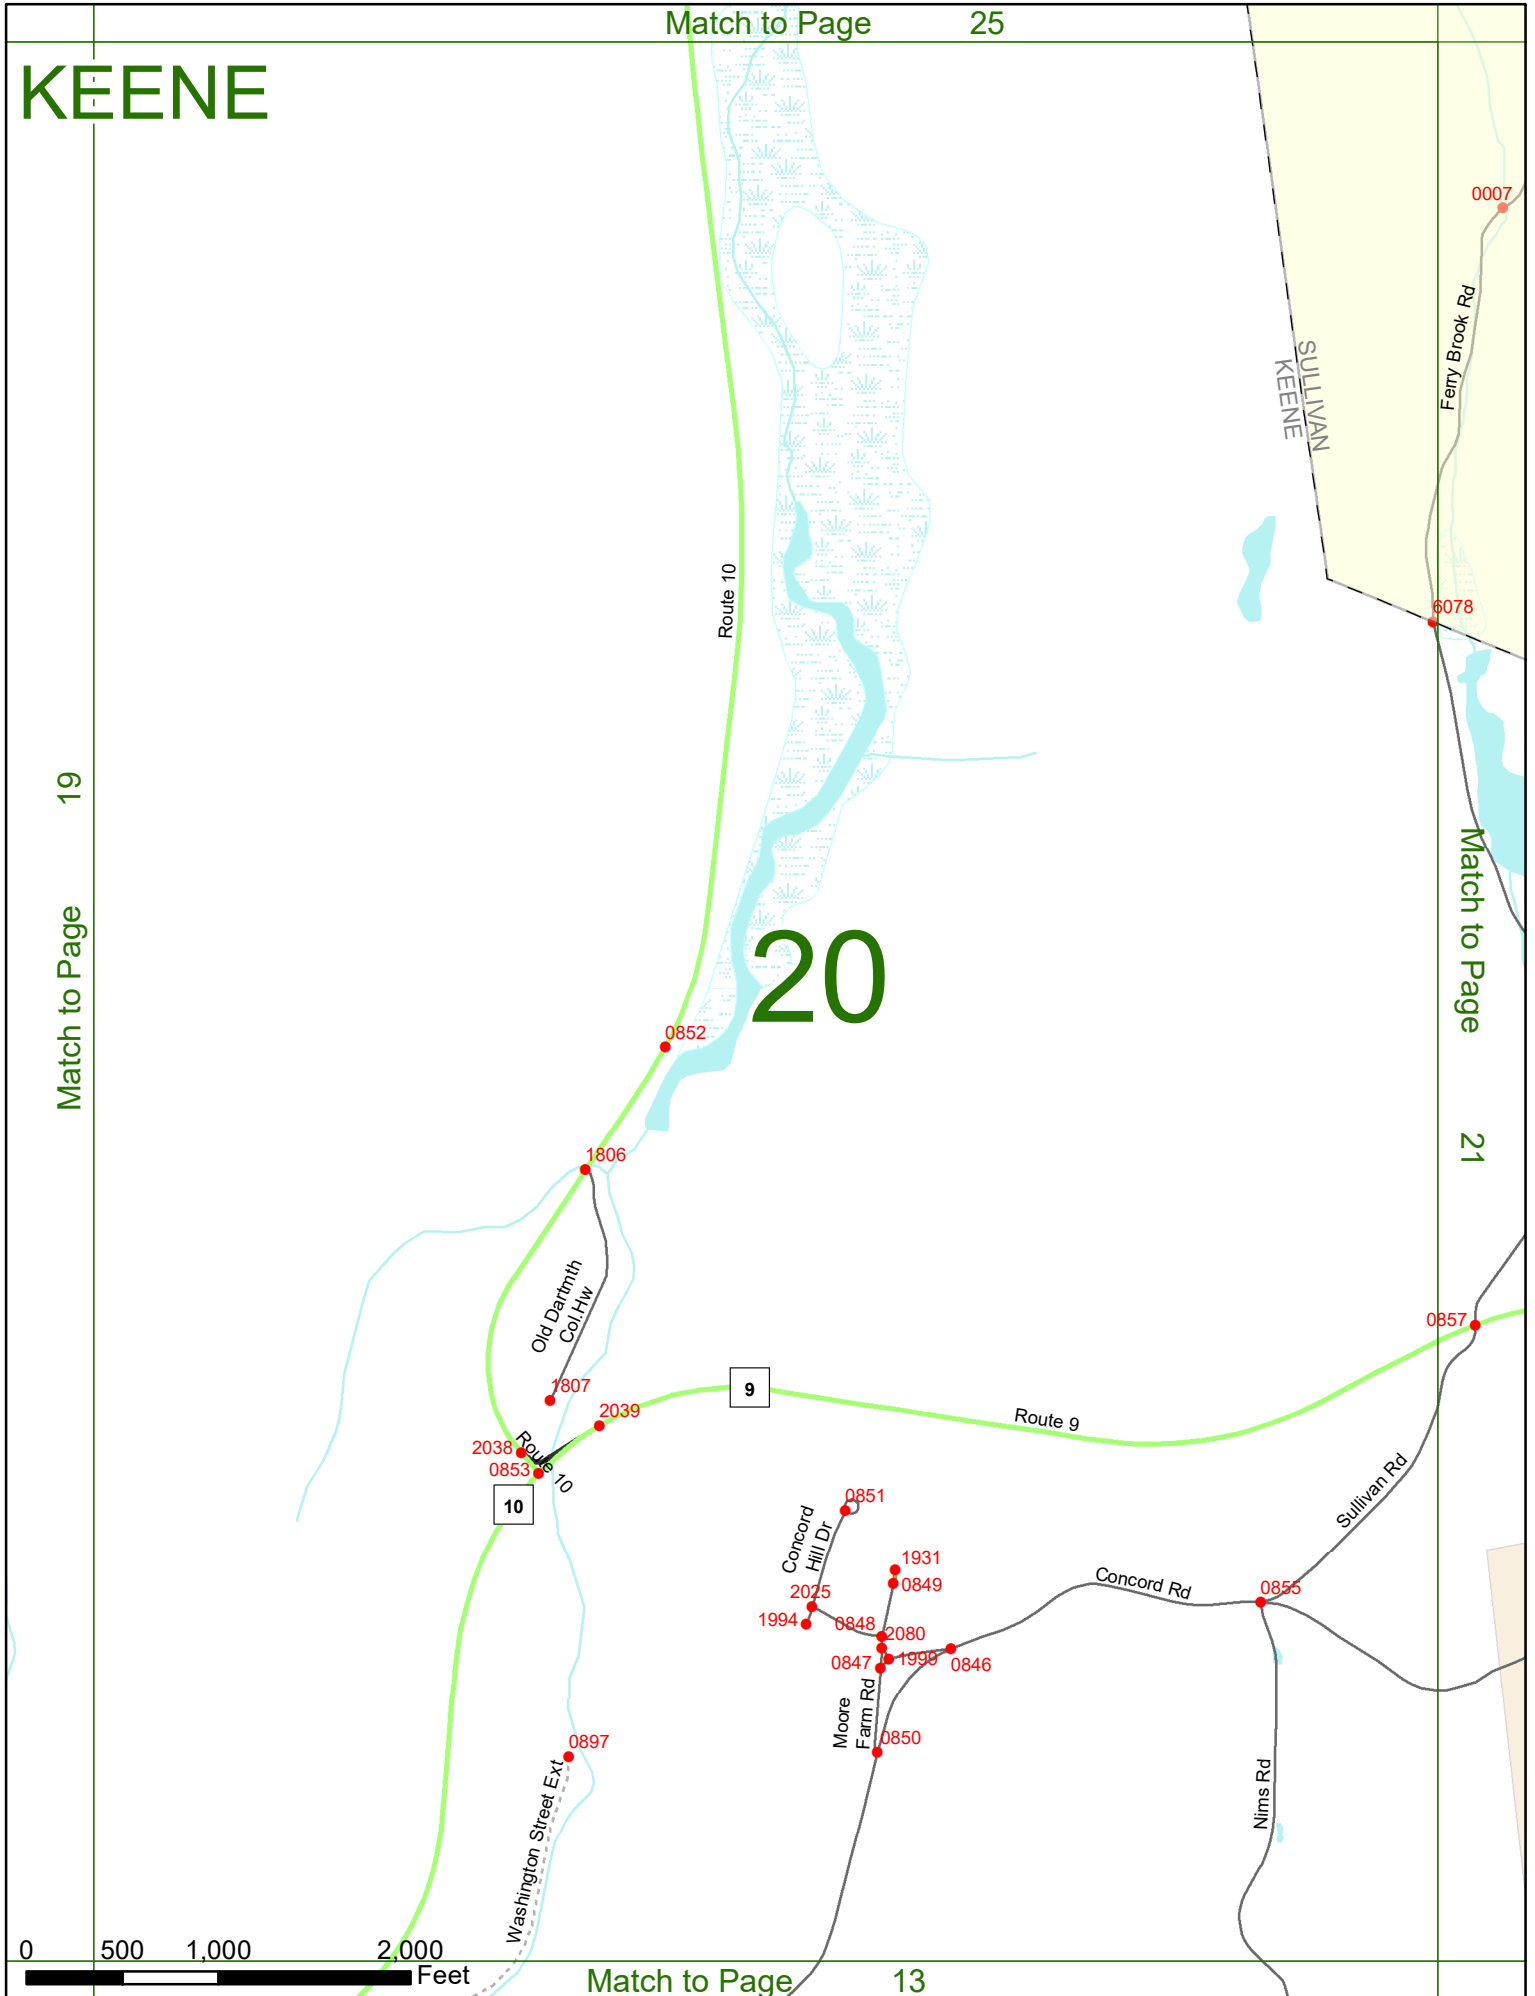 Match to Page 25
KEENE
0007
Ferry Brook Rd
SULLIVAN
KEENE
Route 10
6078
19
Match to Page
Match to Page
21
20
0852
1806
Old Dartmth
Col.Hw
0857
1807
9
2039
Route 9
2038
Route 10
0853
10
0851
Concord
Hill Dr
Sullivan Rd
1931
0849
Concord Rd
2025
0855
1994
0848
2080
1999
0847
0846
Moore
Farm Rd
0850
0897
Washington Street Ext
Nims Rd
0 500 1,000 2,000
Feet
Match to Page 13